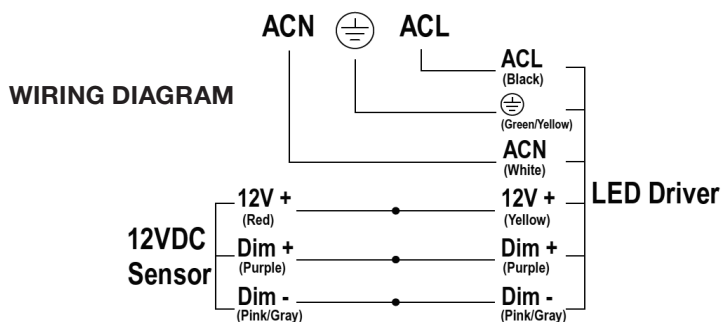 ACN ACL
ACL
(Black)
WIRING DIAGRAM
(Green/Yellow)
ACN
(White)
12V + 12V + LED Driver
(Red) (Yellow)
12VDC Dim + Dim +
Sensor (Purple) (Purple)
Dim - Dim -
(Pink/Gray) (Pink/Gray)